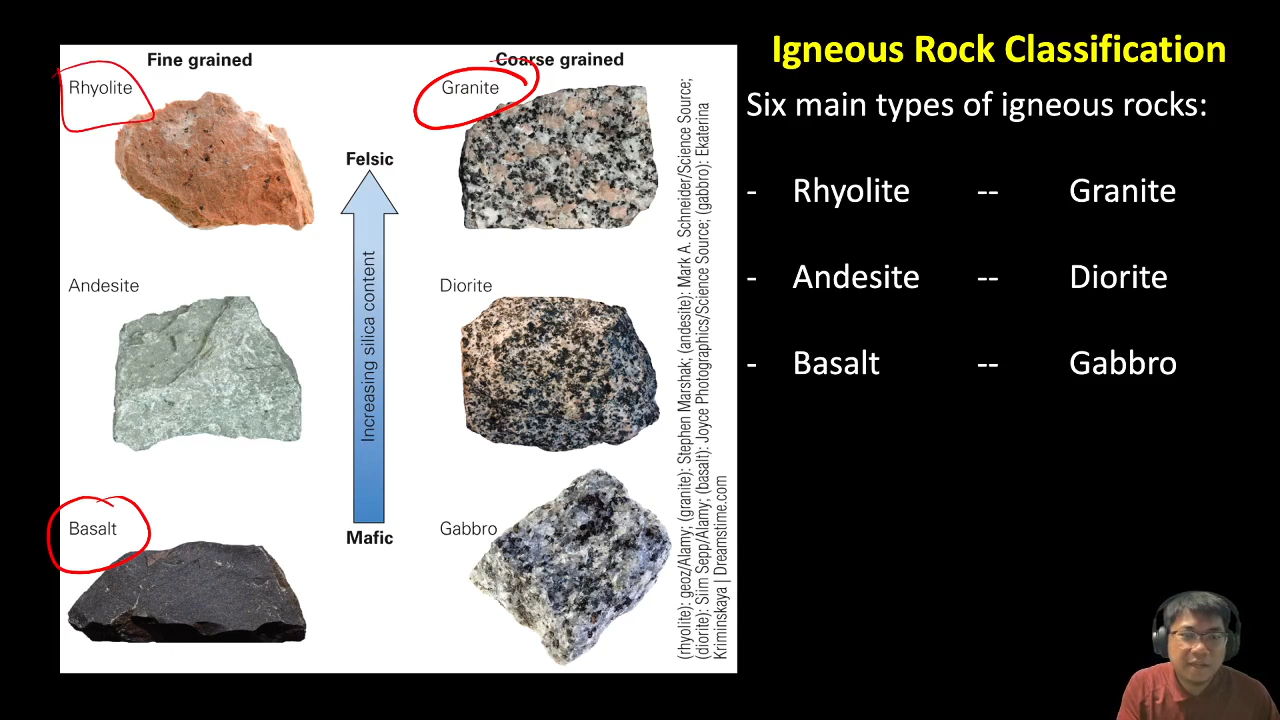 Igneous Rock Classification
Six main types of igneous rocks:
- Rhyolite -- Granite
- Andesite -- Diorite
- Basalt -- Gabbro
Fine grained
Coarse grained
Rhyolite
Granite
Felsic
Increasing silica content
Andesite
Diorite
Basalt
Mafic
Gabbro
(rhyolite): geoz/Alamy; (granite): Stephen Marshak; (andesite): Mark A. Schneider/Science Source;
(diorite): Siim Sepp/Alamy; (basalt): Joyce Photographics/Science Source; (gabbro): Ekaterina
Kriminskaya | Dreamstime.com